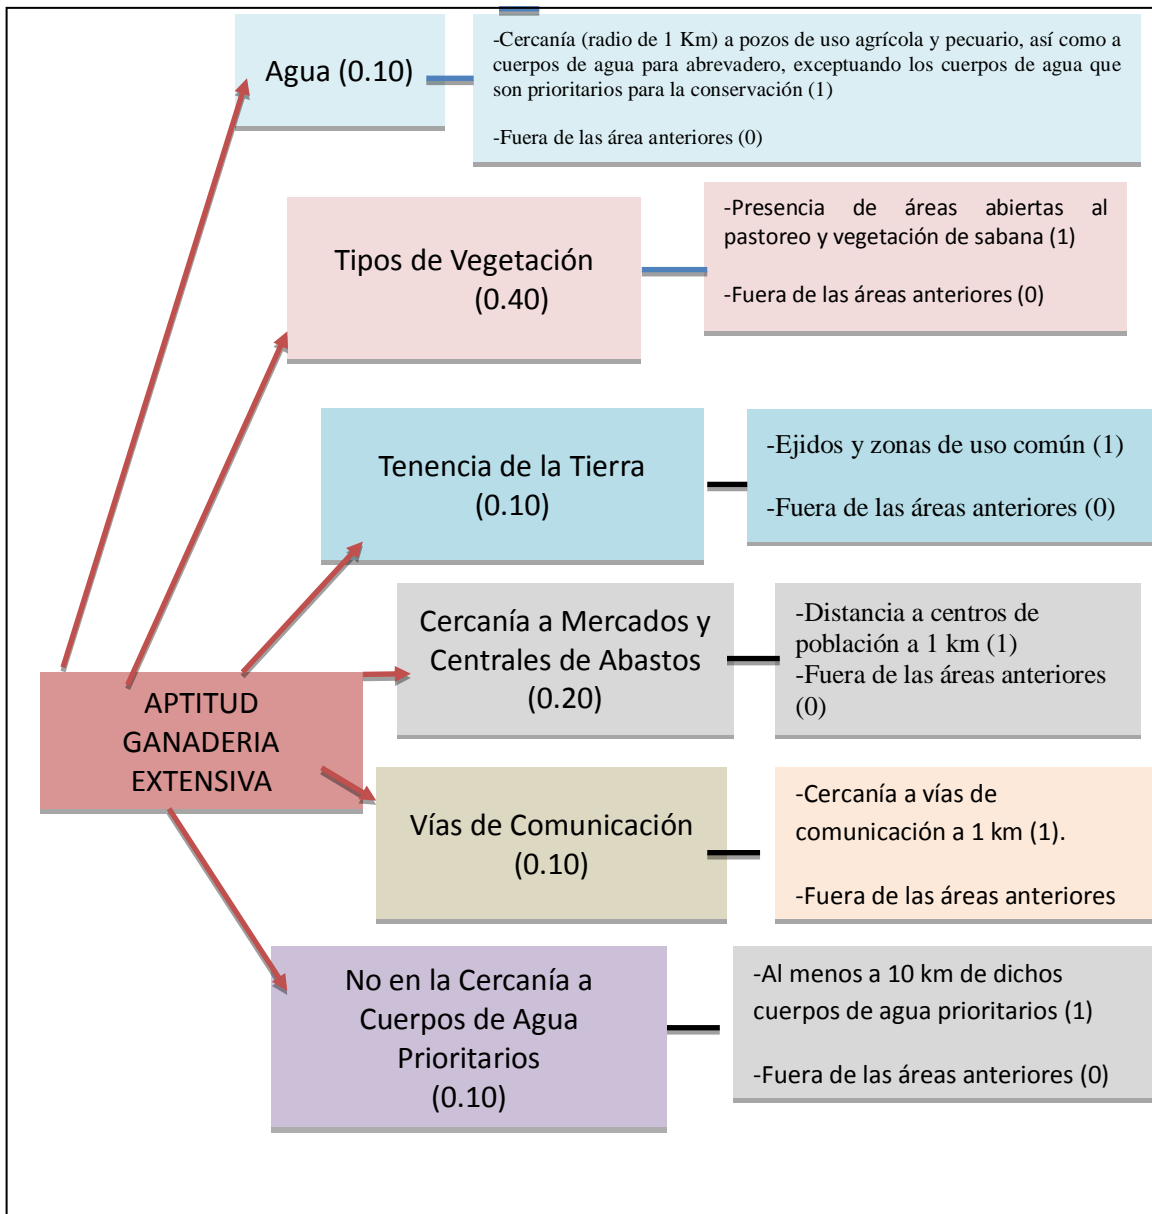 Agua (0.10)
-Cercanía (radio de 1 Km) a pozos de uso agrícola y pecuario, así como a
cuerpos de agua para abrevadero, exceptuando los cuerpos de agua que
son prioritarios para la conservación (1)
-Fuera de las área anteriores (0)
Tipos de Vegetación
(0.40)
-Presencia de áreas abiertas al
pastoreo y vegetación de sabana (1)
-Fuera de las áreas anteriores (0)
Tenencia de la Tierra
(0.10)
-Ejidos y zonas de uso común (1)
-Fuera de las áreas anteriores (0)
Cercanía a Mercados y
Centrales de Abastos
(0.20)
-Distancia a centros de
población a 1 km (1)
-Fuera de las áreas anteriores
(0)
APTITUD
GANADERIA
EXTENSIVA
Vías de Comunicación
(0.10)
-Cercanía a vías de
comunicación a 1 km (1).
-Fuera de las áreas anteriores
No en la Cercanía a
Cuerpos de Agua
Prioritarios
(0.10)
-Al menos a 10 km de dichos
cuerpos de agua prioritarios (1)
-Fuera de las áreas anteriores (0)